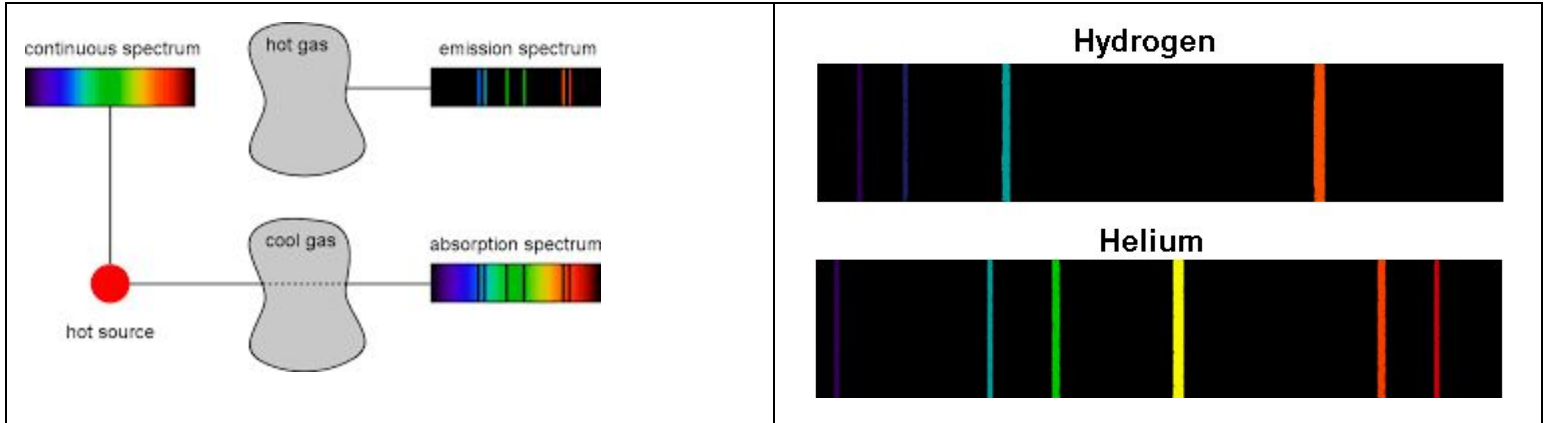 continuous spectrum
hot gas
emission spectrum
cool gas
absorption spectrum
hot source
Hydrogen
Helium